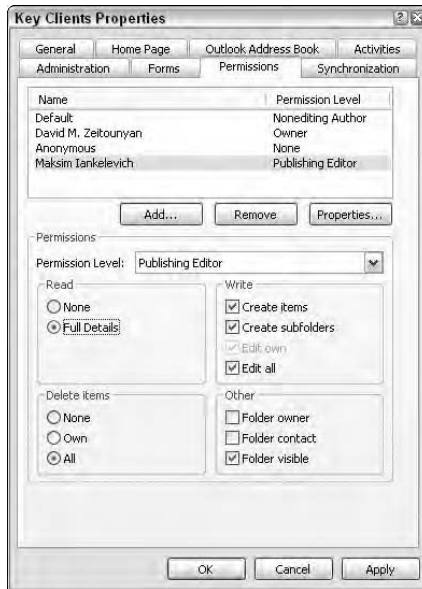 Key Clients Properties
General Home Page Outlook Address Book Activities
Administration Forms Permissions Synchronization
Name Permission Level
Default Nonediting Author
David M. Zeitounyan Owner
Anonymous None
Maksim Iankelevich Publishing Editor
Add... Remove Properties...
Permissions
Permission Level: Publishing Editor
Read Write
None Create items
Full Details Create subfolders
Edit own
Edit all
Delete items Other
None Folder owner
Own Folder contact
All Folder visible
OK Cancel Apply